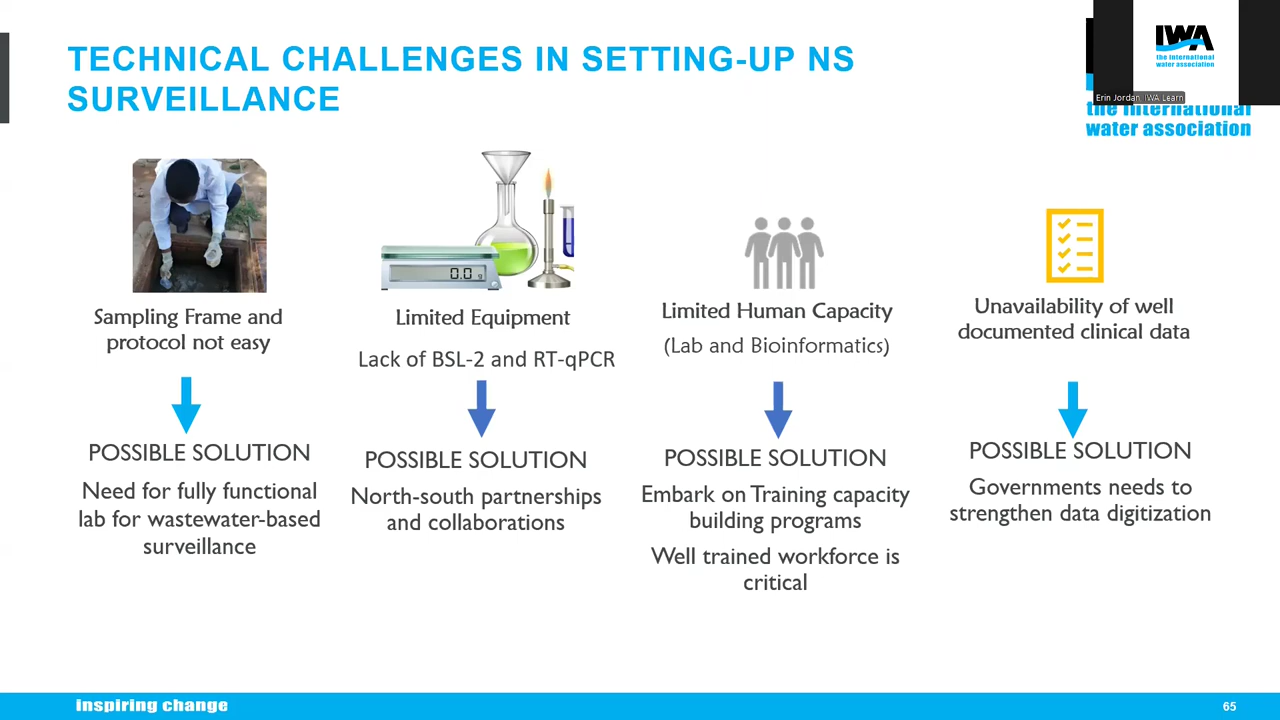 TECHNICAL CHALLENGES IN SETTING-UP NS
SURVEILLANCE
IWA
the international
water association
Erin Jordan, IWA Learn
the international
water association
0.0 g
Sampling Frame and
protocol not easy
POSSIBLE SOLUTION
Need for fully functional
lab for wastewater-based
surveillance
Limited Equipment
Lack of BSL-2 and RT-qPCR
POSSIBLE SOLUTION
North-south partnerships
and collaborations
Limited Human Capacity
(Lab and Bioinformatics)
POSSIBLE SOLUTION
Embark on Training capacity
building programs
Well trained workforce is
critical
Unavailability of well
documented clinical data
POSSIBLE SOLUTION
Governments needs to
strengthen data digitization
inspiring change
65